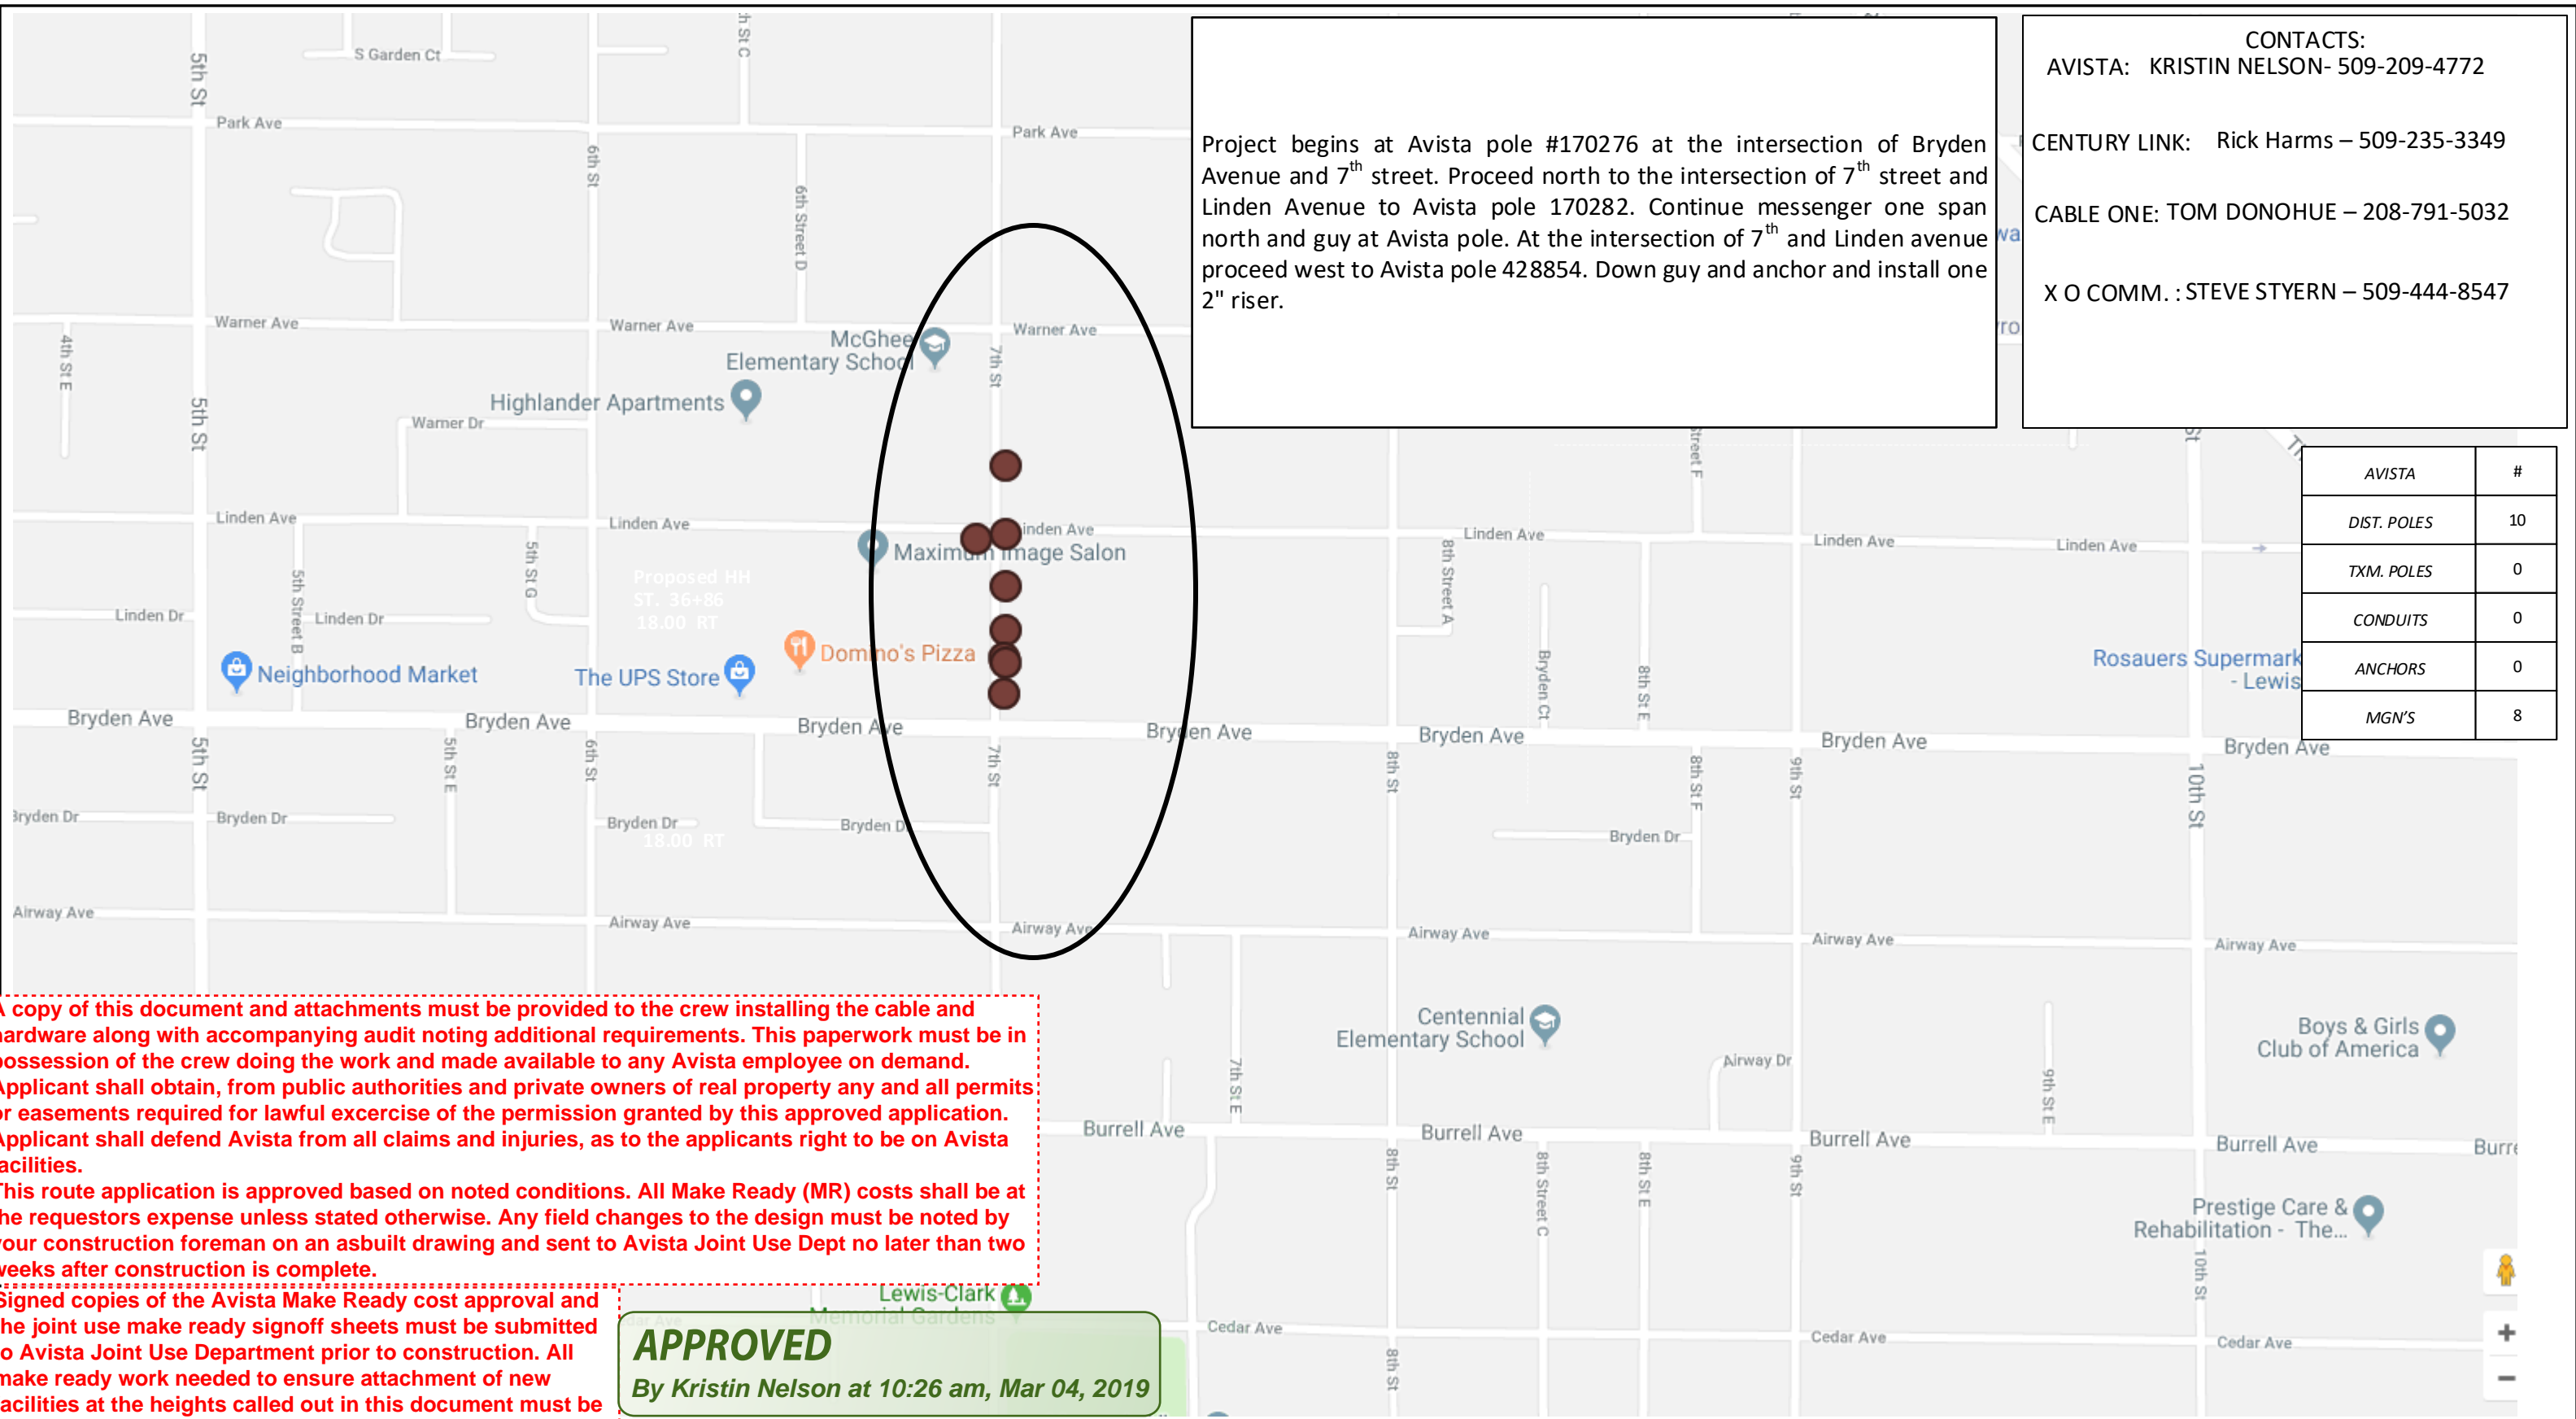 Project begins at Avista pole #170276 at the intersection of Bryden
Avenue and 7th street. Proceed north to the intersection of 7th street and
Linden Avenue to Avista pole 170282. Continue messenger one span
north and guy at Avista pole. At the intersection of 7th and Linden avenue
proceed west to Avista pole 428854. Down guy and anchor and install one
2" riser.
CONTACTS:
AVISTA: KRISTIN NELSON- 509-209-4772
CENTURY LINK: Rick Harms – 509-235-3349
CABLE ONE: TOM DONOHUE – 208-791-5032
X O COMM. : STEVE STYERN – 509-444-8547
AVISTA #
DIST. POLES 10
TXM. POLES 0
CONDUITS 0
ANCHORS 0
MGN'S 8
S Garden Ct
5th St
Park Ave
Park Ave
6th St
6th Street D
Warner Ave
Warner Ave
Warner Ave
4th St E
McGhee
Elementary School
7th St
Highlander Apartments
5th St
Warner Dr
Linden Ave
Linden Ave
Linden Ave
Linden Ave
Linden Ave
Maximum Image Salon
5th St G
5th Street B
8th Street A
Proposed HH
ST. 36+86
18.00 RT
Linden Dr
Linden Dr
Domino's Pizza
Neighborhood Market
The UPS Store
Bryden Ct
8th St E
Rosauers Supermark
- Lewis
Bryden Ave
Bryden Ave
Bryden Ave
Bryden Ave
Bryden Ave
Bryden Ave
Bryden Ave
5th St
5th St E
6th St
7th St
8th St
8th St F
9th St
10th St
Bryden Dr
Bryden Dr
Bryden Dr
Bryden D
Bryden Dr
18.00 RT
Airway Ave
Airway Ave
Airway Ave
Airway Ave
Airway Ave
Airway Ave
Centennial
Elementary School
Boys & Girls
Club of America
Airway Dr
7th St E
9th St E
Burrell Ave
Burrell Ave
Burrell Ave
Burrell Ave
Burre
8th St
8th Street C
8th St E
9th St
10th St
Prestige Care &
Rehabilitation - The...
Cedar Ave
Cedar Ave
Cedar Ave
8th St
Lewis-Clark
Memorial Gardens
A copy of this document and attachments must be provided to the crew installing the cable and
hardware along with accompanying audit noting additional requirements. This paperwork must be in
possession of the crew doing the work and made available to any Avista employee on demand.
Applicant shall obtain, from public authorities and private owners of real property any and all permits
or easements required for lawful excercise of the permission granted by this approved application.
Applicant shall defend Avista from all claims and injuries, as to the applicants right to be on Avista
facilities.
This route application is approved based on noted conditions. All Make Ready (MR) costs shall be at
the requestors expense unless stated otherwise. Any field changes to the design must be noted by
your construction foreman on an asbuilt drawing and sent to Avista Joint Use Dept no later than two
weeks after construction is complete.
Signed copies of the Avista Make Ready cost approval and
the joint use make ready signoff sheets must be submitted
to Avista Joint Use Department prior to construction. All
make ready work needed to ensure attachment of new
facilities at the heights called out in this document must be
APPROVED
By Kristin Nelson at 10:26 am, Mar 04, 2019